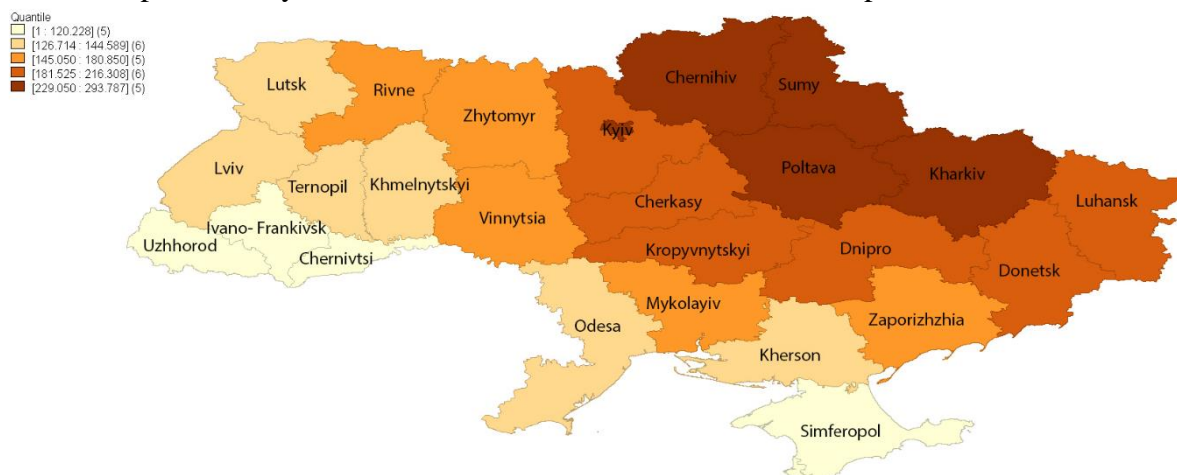 Quantile
[1 : 120.228] (5)
[126.714 : 144.589] (6)
[145.050 : 180.850] (5)
[181.525 : 216.308] (6)
[229.050 : 293.787] (5)
Lutsk
Rivne
Zhytomyr
Kyiv
Chernihiv
Sumy
Lviv
Ternopil
Khmelnytskyi
Vinnytsia
Cherkasy
Poltava
Kharkiv
Luhansk
Uzhhorod
Ivano- Frankivsk
Chernivtsi
Kropyvnytskyi
Dnipro
Donetsk
Odesa
Mykolayiv
Zaporizhzhia
Kherson
Simferopol